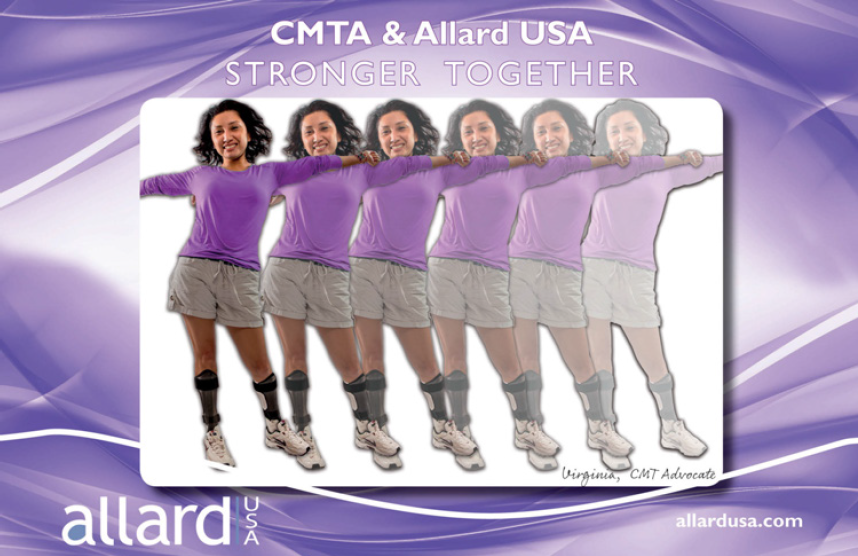 CMTA & Allard USA
STRONGER TOGETHER
Virginia, CMT Advocate
allard USA
allardusa.com